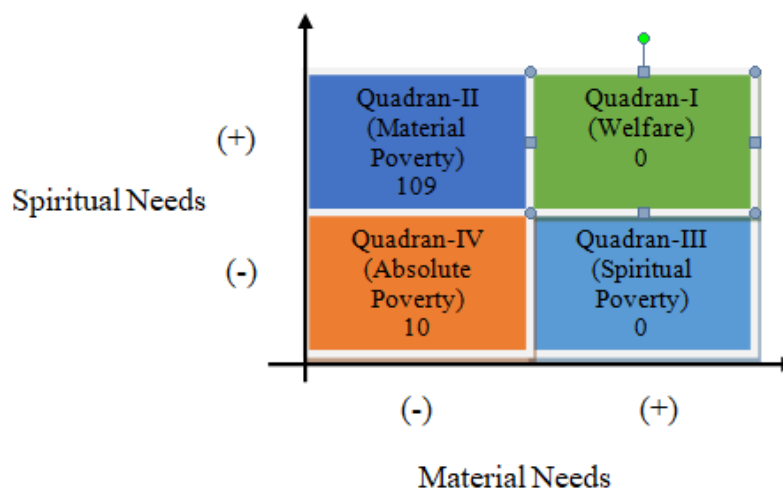 Quadran-II
(Material
Poverty)
109
Quadran-I
(Welfare)
0
(+)
Spiritual Needs
(-)
Quadran-IV
(Absolute
Poverty)
10
Quadran-III
(Spiritual
Poverty)
0
(-)
(+)
Material Needs